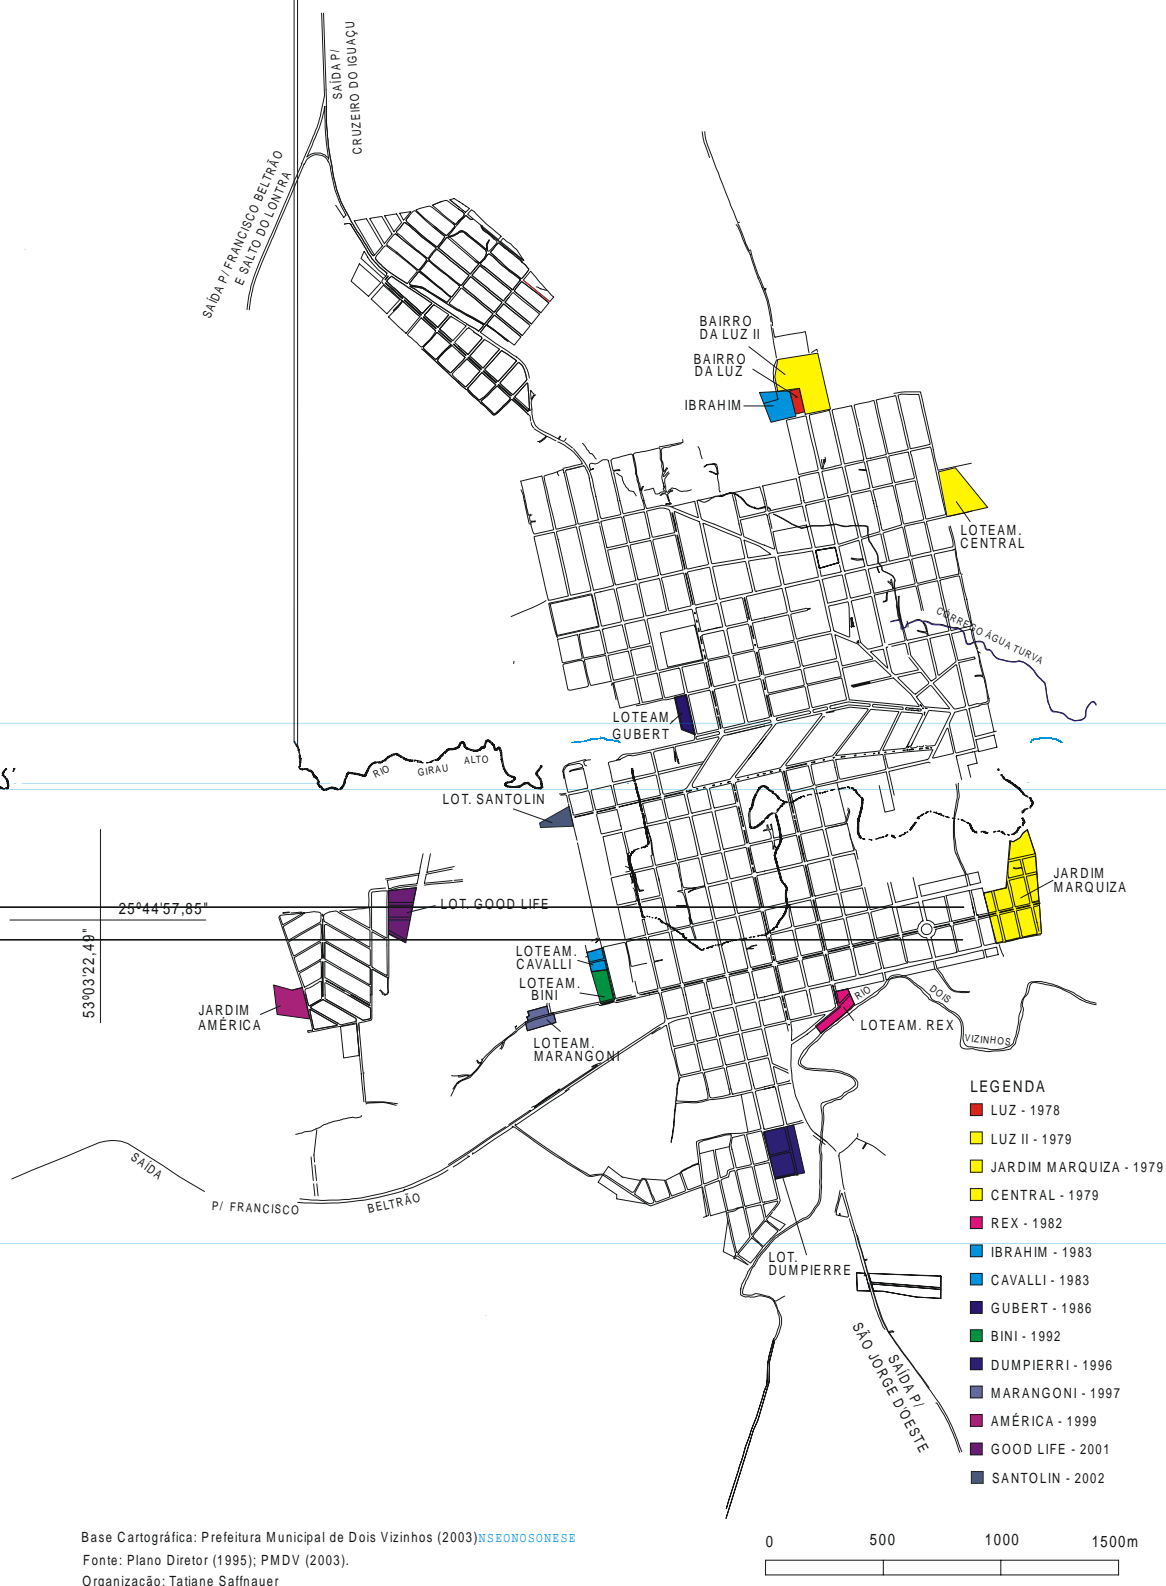 SAÍDA P/
CRUZEIRO DO IGUAÇU
SAÍDA P/ FRANCISCO BELTRÃO
E SALTO DO LONTRA
BAIRRO
DA LUZ II
BAIRRO
DA LUZ
IBRAHIM
LOTEAM.
CENTRAL
CÓRREGO ÁGUA TURVA
LOTEAM.
GUBERT
RIO GIRAU ALTO
LOT. SANTOLIN
JARDIM
MARQUIZA
25º44'57,85"
53º03'22,49"
LOT. GOOD LIFE
LOTEAM.
CAVALLI
LOTEAM.
BINI
JARDIM
AMÉRICA
LOTEAM.
MARANGONI
RIO DOIS VIZINHOS
LOTEAM. REX
SAÍDA P/ FRANCISCO BELTRÃO
LOT.
DUMPIERRE
SAÍDA P/
SÃO JORGE D'OESTE
LEGENDA
LUZ - 1978
LUZ II - 1979
JARDIM MARQUIZA - 1979
CENTRAL - 1979
REX - 1982
IBRAHIM - 1983
CAVALLI - 1983
GUBERT - 1986
BINI - 1992
DUMPIERRI - 1996
MARANGONI - 1997
AMÉRICA - 1999
GOOD LIFE - 2001
SANTOLIN - 2002
Base Cartográfica: Prefeitura Municipal de Dois Vizinhos (2003) NSEONOSONESE
Fonte: Plano Diretor (1995); PMDV (2003).
Organização: Tatiane Saffnauer
0 500 1000 1500m